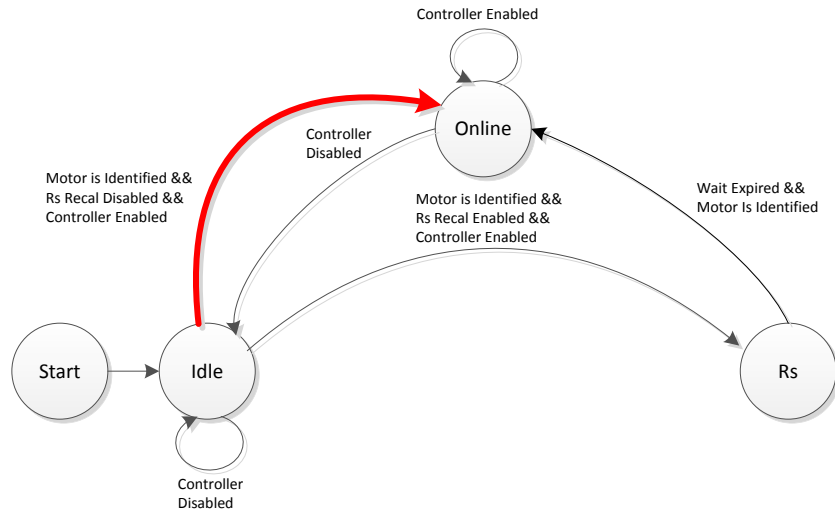 Controller Enabled
Online
Controller
Disabled
Motor is Identified &&
Rs Recal Disabled &&
Controller Enabled
Motor is Identified &&
Rs Recal Enabled &&
Controller Enabled
Wait Expired &&
Motor Is Identified
Start
Idle
Rs
Controller
Disabled